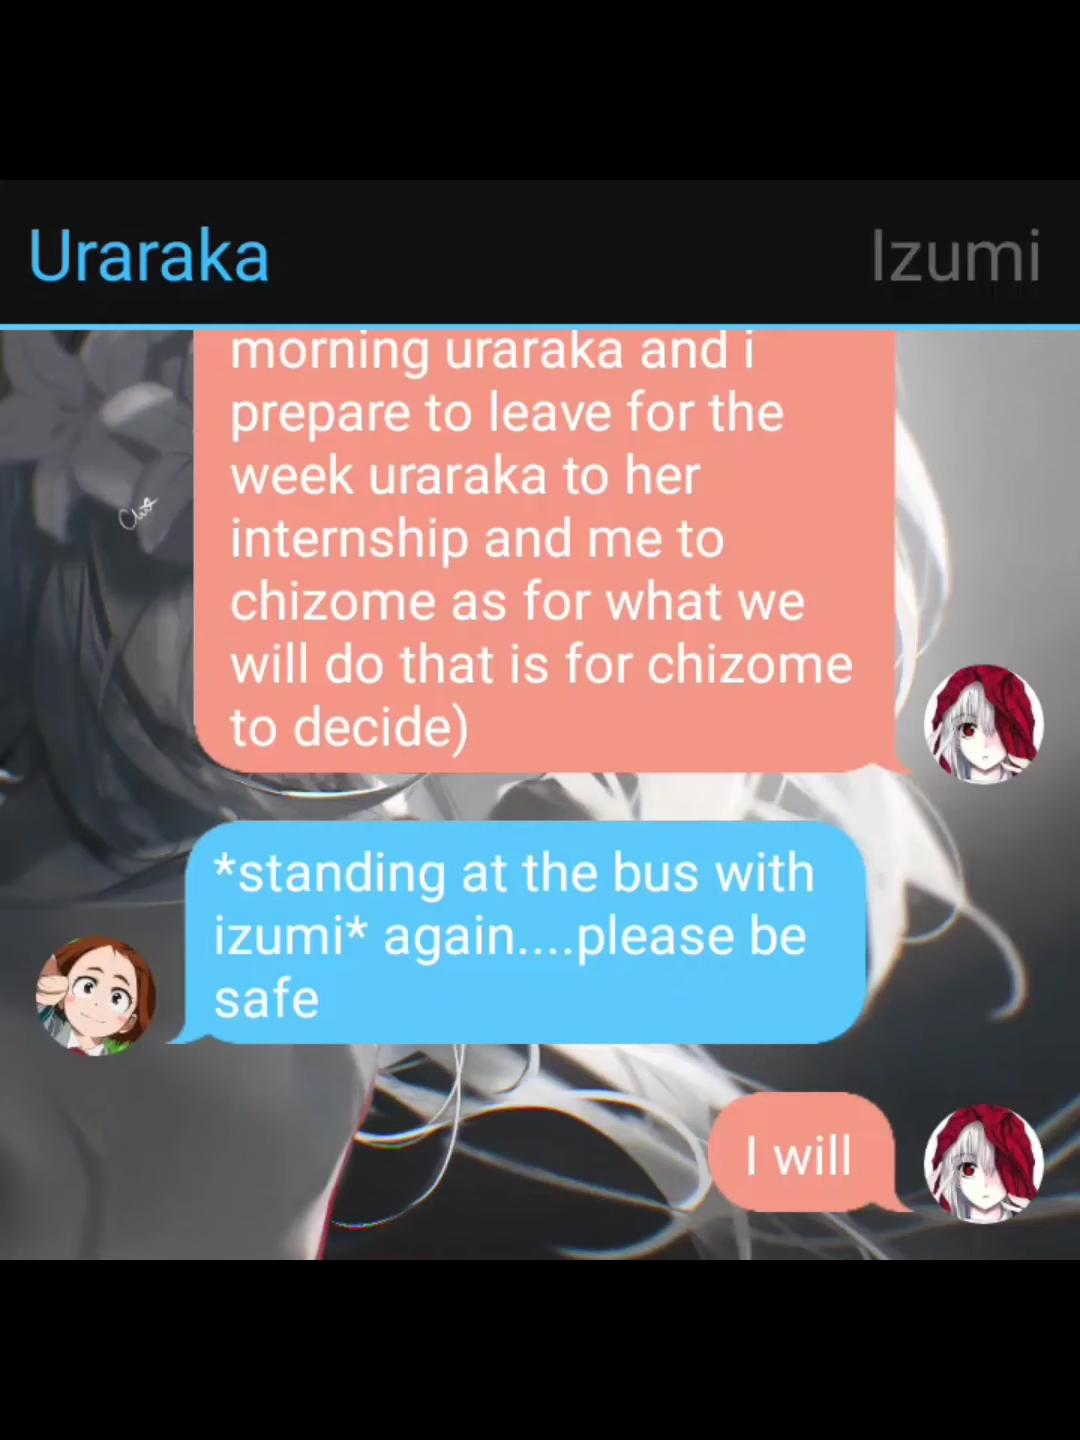 Uraraka Izumi
morning uraraka and i
prepare to leave for the
week uraraka to her
internship and me to
chizome as for what we
will do that is for chizome
to decide)
*standing at the bus with
izumi* again....please be
safe
I will